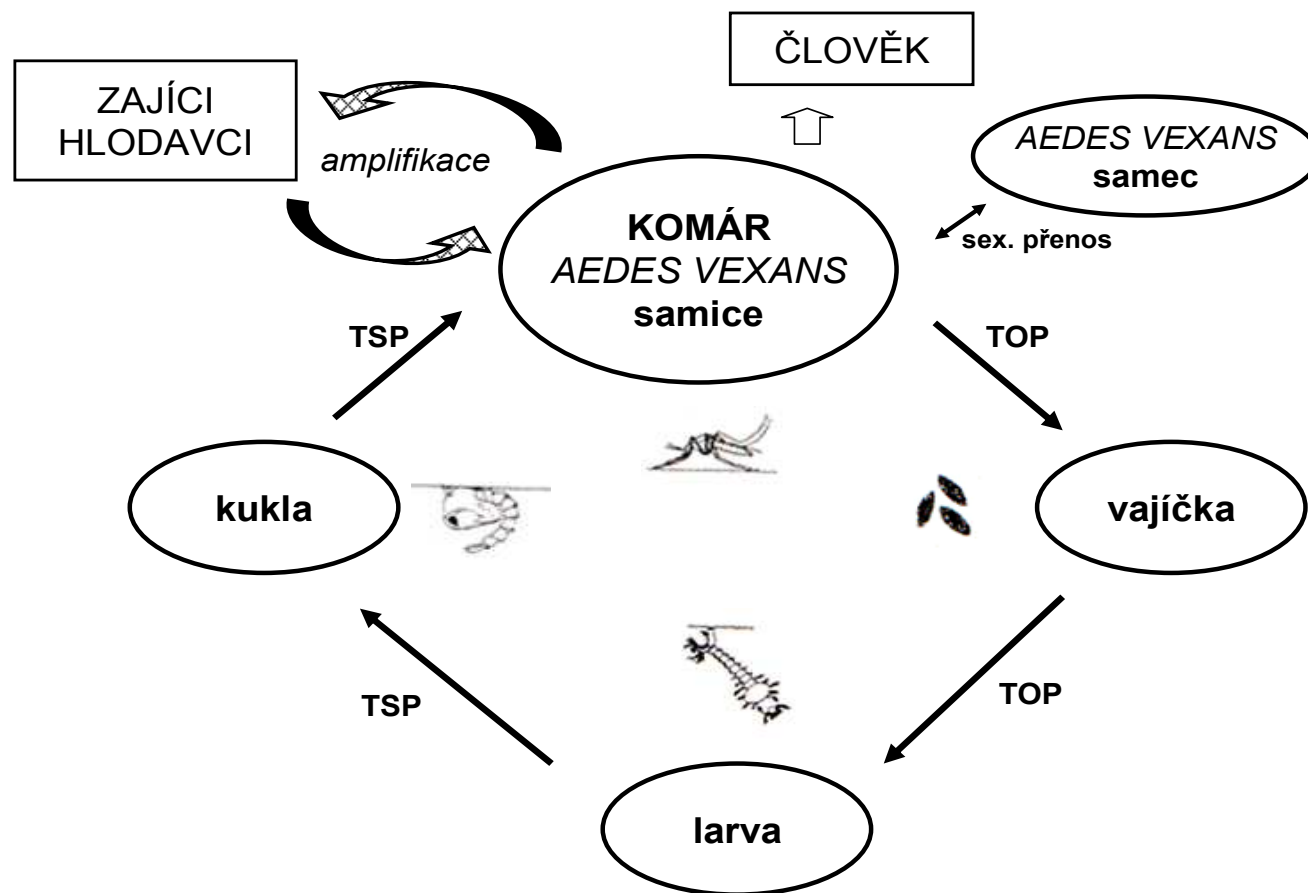 ČLOVĚK
ZAJÍCI
HLODAVCI
amplifikace
AEDES VEXANS
samec
KOMÁR
AEDES VEXANS
samice
sex. přenos
TSP
TOP
kukla
vajíčka
TSP
TOP
larva